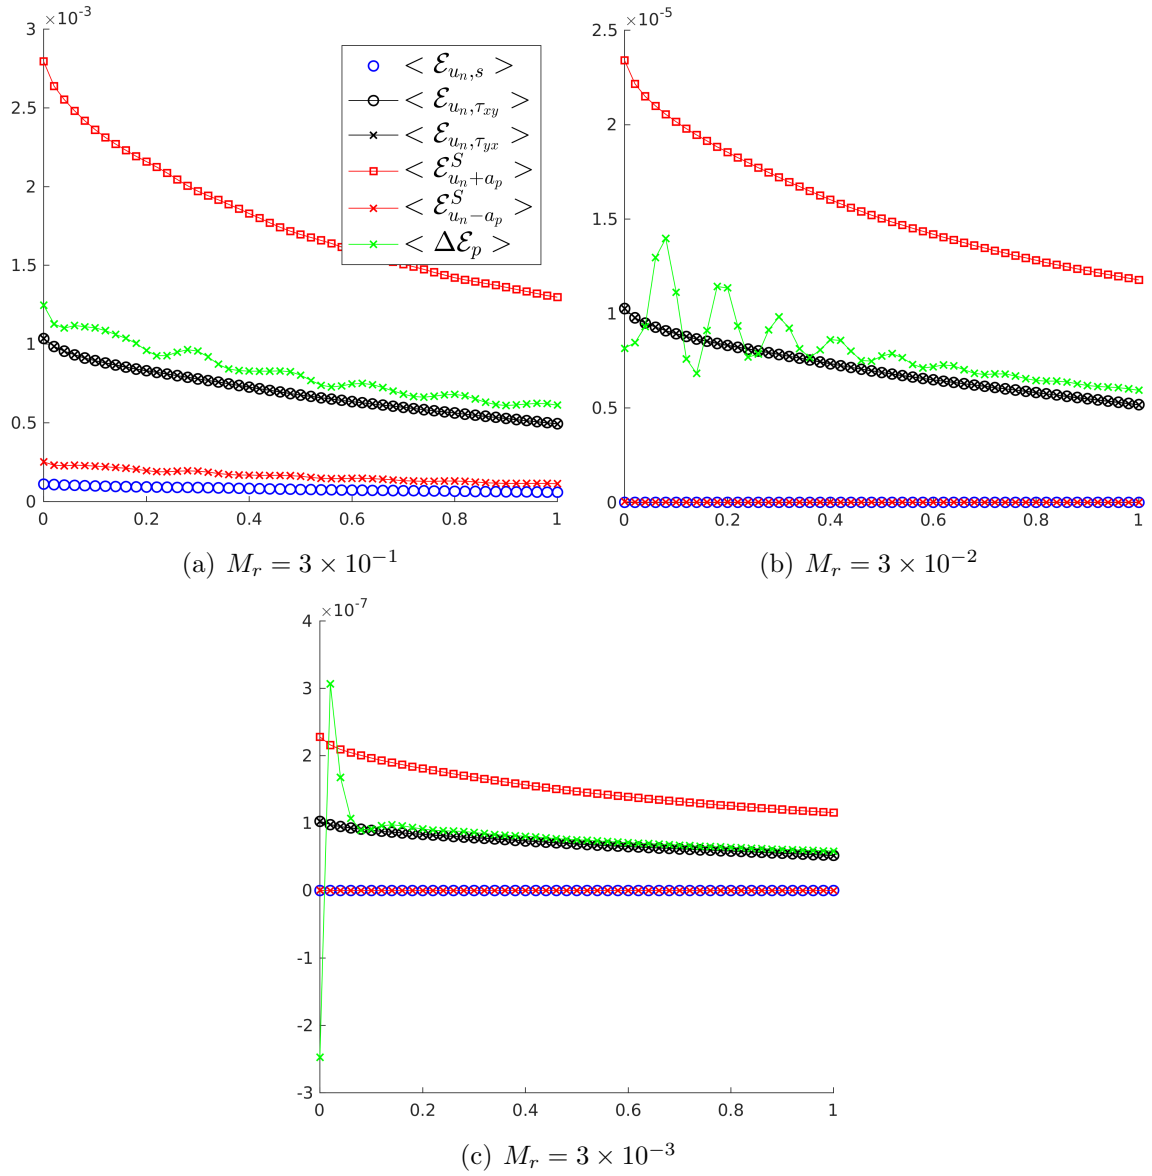 ×10⁻³
3
2.5
2
1.5
1
0.5
0
0 0.2 0.4 0.6 0.8 1
< ℰ_{u_n,s} >
< ℰ_{u_n,τ_{xy}} >
< ℰ_{u_n,τ_{yx}} >
< ℰ^S_{u_n+a_p} >
< ℰ^S_{u_n−a_p} >
< Δℰ_p >
(a) M_r = 3 × 10⁻¹
×10⁻⁵
2.5
2
1.5
1
0.5
0
0 0.2 0.4 0.6 0.8 1
(b) M_r = 3 × 10⁻²
×10⁻⁷
4
3
2
1
0
-1
-2
-3
0 0.2 0.4 0.6 0.8 1
(c) M_r = 3 × 10⁻³